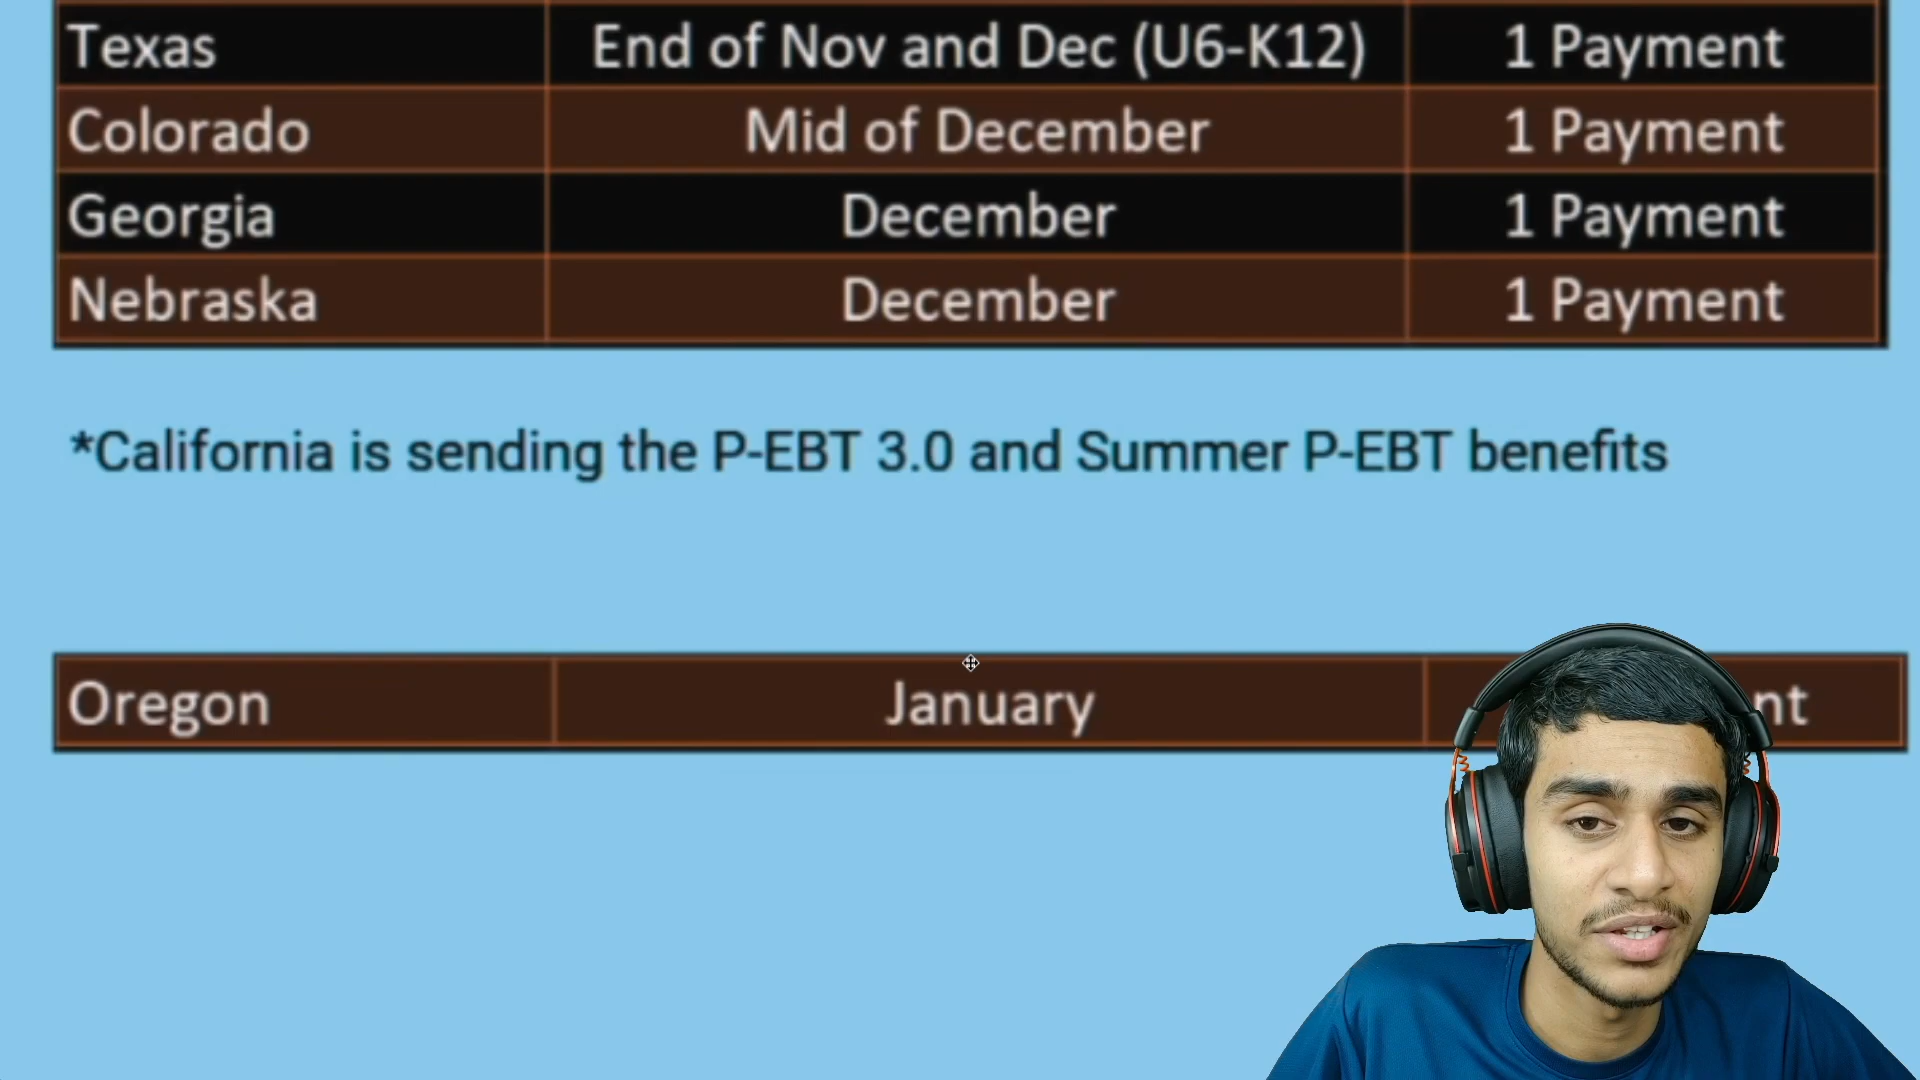 Texas End of Nov and Dec (U6-K12) 1 Payment
Colorado Mid of December 1 Payment
Georgia December 1 Payment
Nebraska December 1 Payment
*California is sending the P-EBT 3.0 and Summer P-EBT benefits
Oregon January